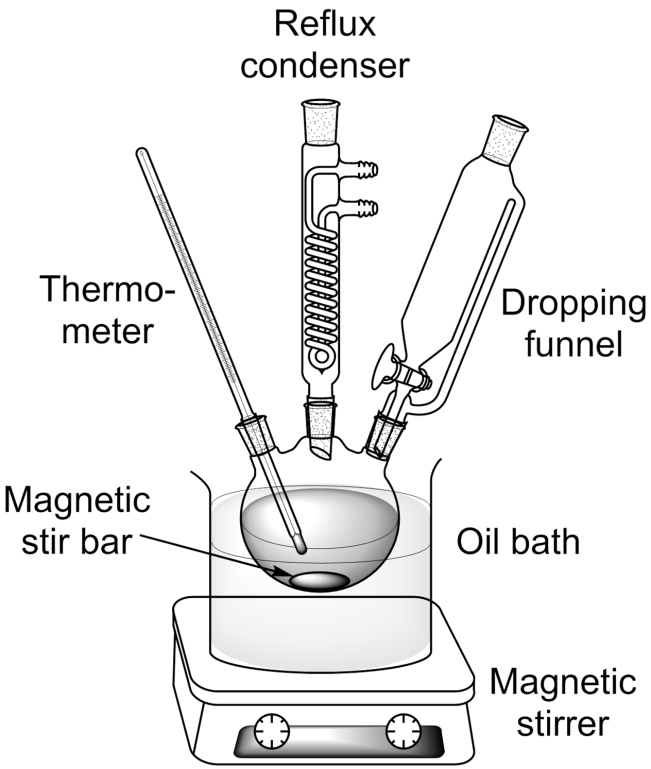 Reflux
condenser
Thermo-
meter
Dropping
funnel
Magnetic
stir bar
Oil bath
Magnetic
stirrer